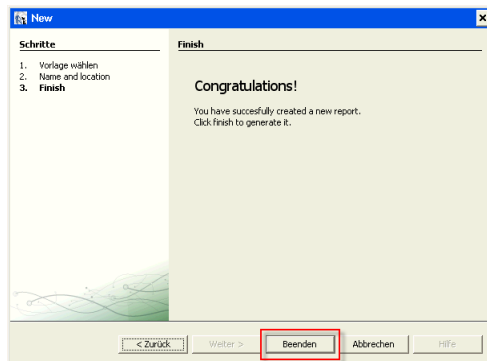 New
Schritte
1. Vorlage wählen
2. Name and location
3. Finish
Finish
Congratulations!
You have succesfully created a new report.
Click finish to generate it.
< Zurück
Weiter >
Beenden
Abbrechen
Hilfe